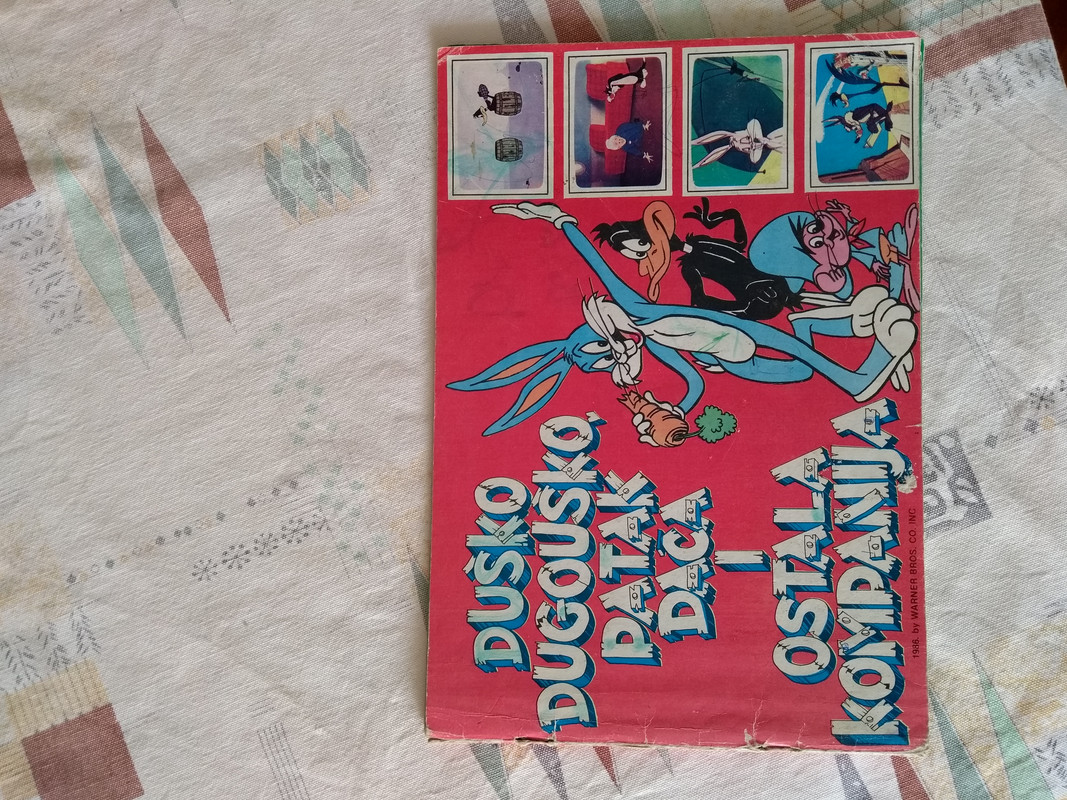 DUŠKO
DUGOUŠKO,
PATAK
DAČA
I
OSTALA
KOMPANIJA
1986. by WARNER BROS. CO. INC